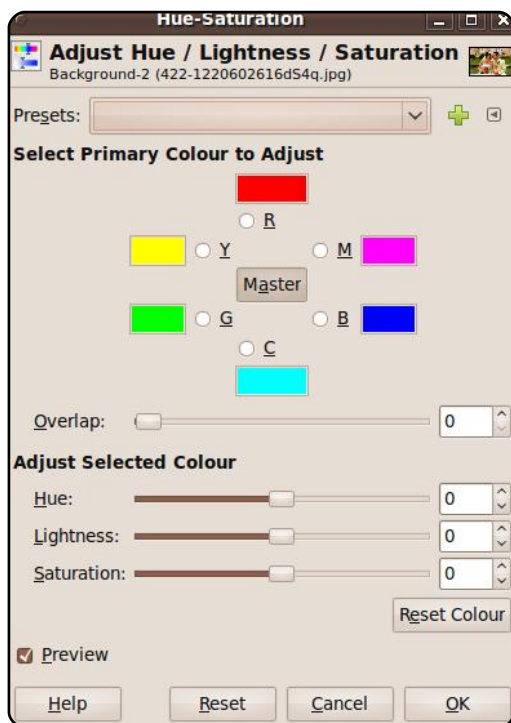 Hue-Saturation
Adjust Hue / Lightness / Saturation
Background-2 (422-1220602616dS4q.jpg)
Presets:
Select Primary Colour to Adjust
R
Y M
Master
G B
C
Overlap: 0
Adjust Selected Colour
Hue: 0
Lightness: 0
Saturation: 0
Reset Colour
Preview
Help Reset Cancel OK